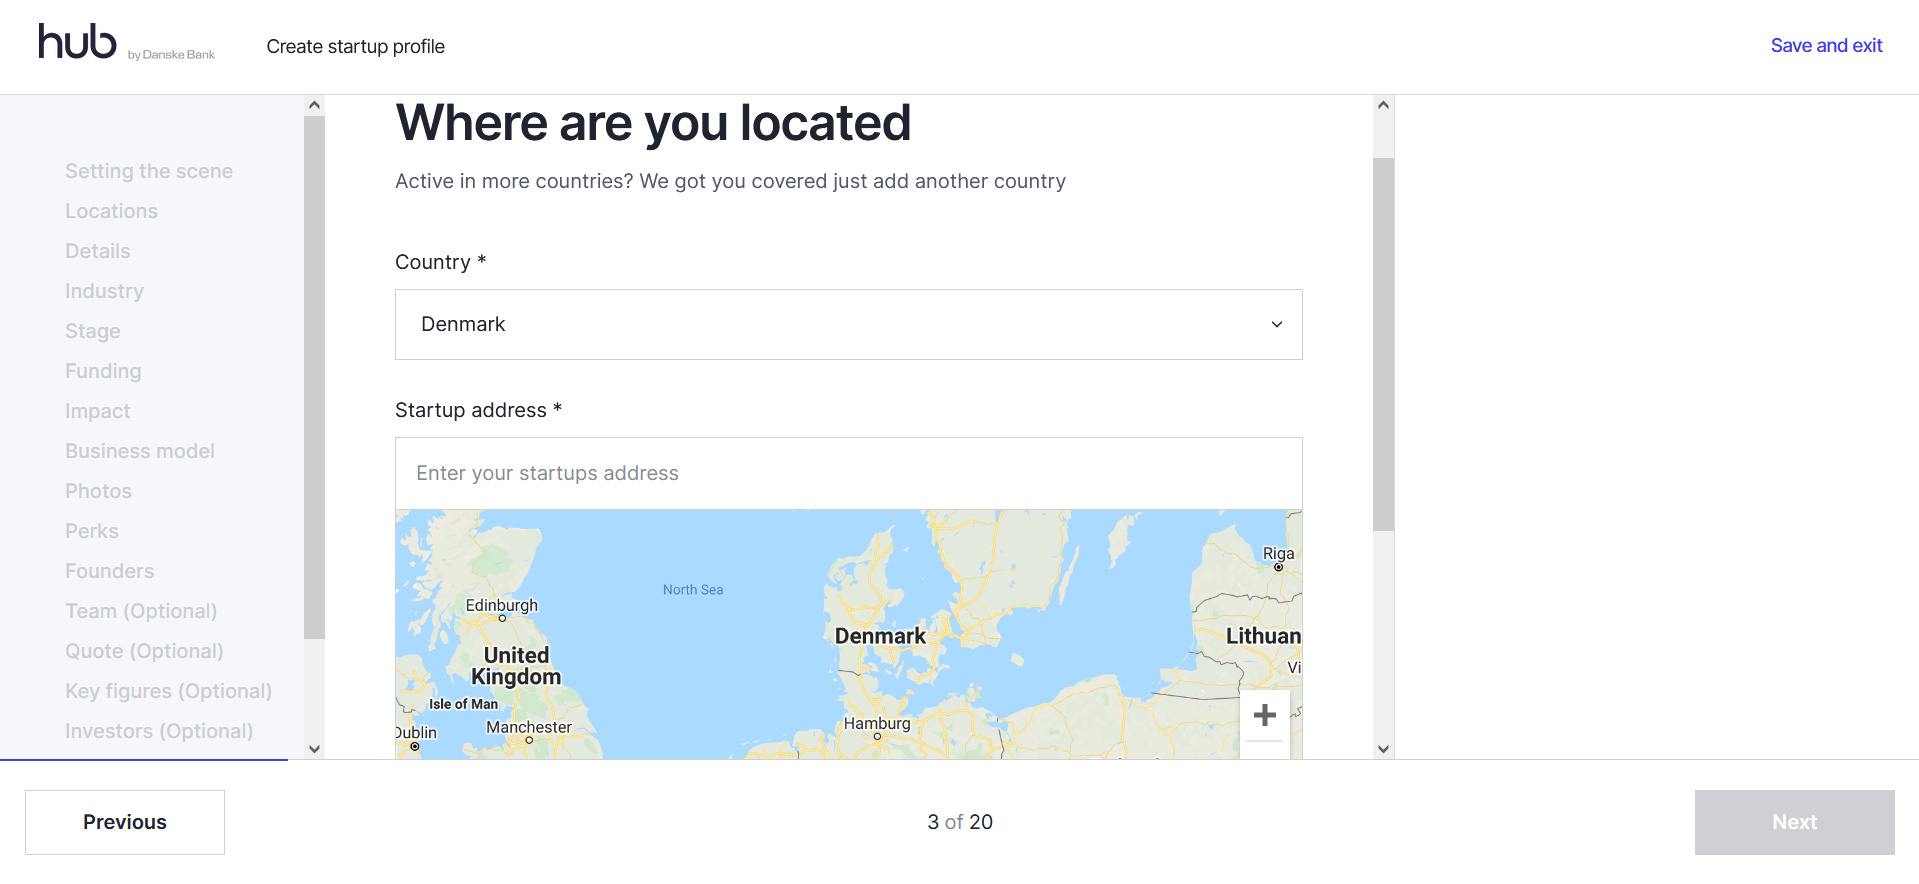 hub by Danske Bank
Create startup profile
Save and exit
Setting the scene
Locations
Details
Industry
Stage
Funding
Impact
Business model
Photos
Perks
Founders
Team (Optional)
Quote (Optional)
Key figures (Optional)
Investors (Optional)
Where are you located
Active in more countries? We got you covered just add another country
Country *
Denmark
Startup address *
Enter your startups address
Riga
North Sea
Edinburgh
Denmark
Lithuan
United
Kingdom
Vi
Isle of Man
Hamburg
Manchester
Dublin
Previous
3 of 20
Next